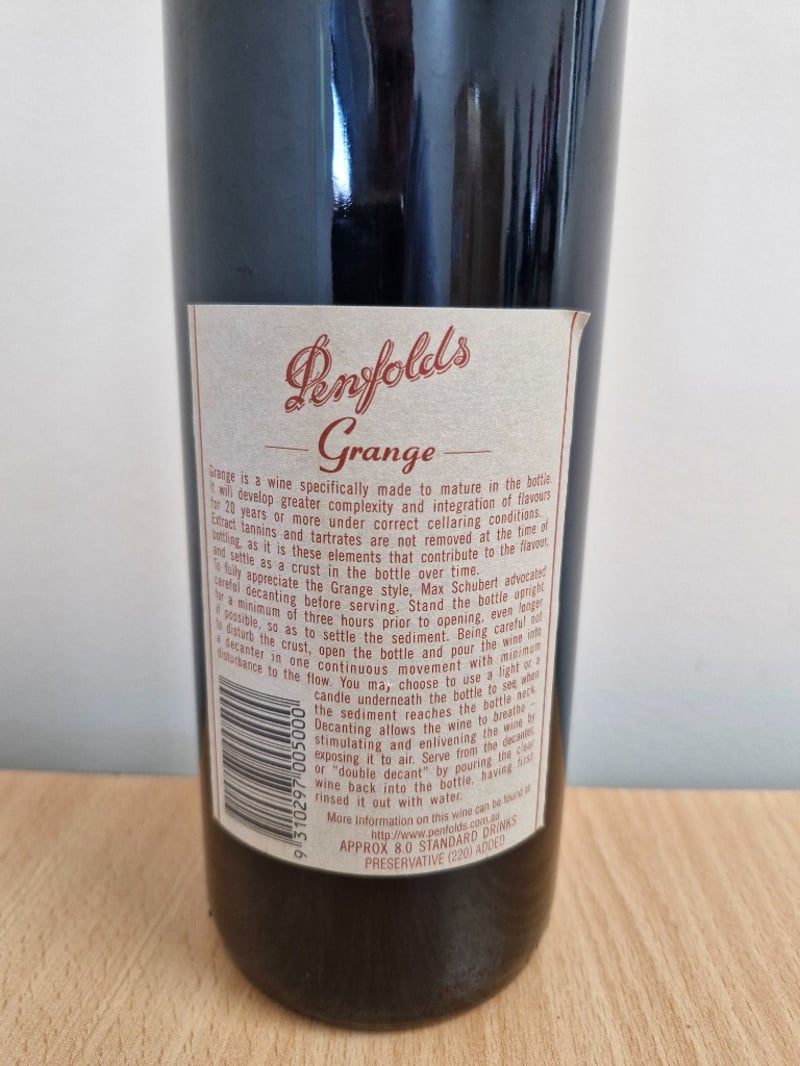 Penfolds
Grange
Grange is a wine specifically made to mature in the bottle.
It will develop greater complexity and integration of flavours
for 20 years or more under correct cellaring conditions.
Extract tannins and tartrates are not removed at the time of
bottling, as it is these elements that contribute to the flavour,
and settle as a crust in the bottle over time.
To fully appreciate the Grange style, Max Schubert advocated
careful decanting before serving. Stand the bottle upright
for a minimum of three hours prior to opening, even longer
if possible, so as to settle the sediment. Being careful not
to disturb the crust, open the bottle and pour the wine into
a decanter in one continuous movement with minimum
disturbance to the flow. You may choose to use a light or a
candle underneath the bottle to see when
the sediment reaches the bottle neck.
Decanting allows the wine to breathe –
stimulating and enlivening the wine by
exposing it to air. Serve from the decanter,
or "double decant" by pouring the clear
wine back into the bottle, having first
rinsed it out with water.
More Information on this wine can be found at
http://www.penfolds.com.au
APPROX 8.0 STANDARD DRINKS
PRESERVATIVE (220) ADDED
9 310297 005000